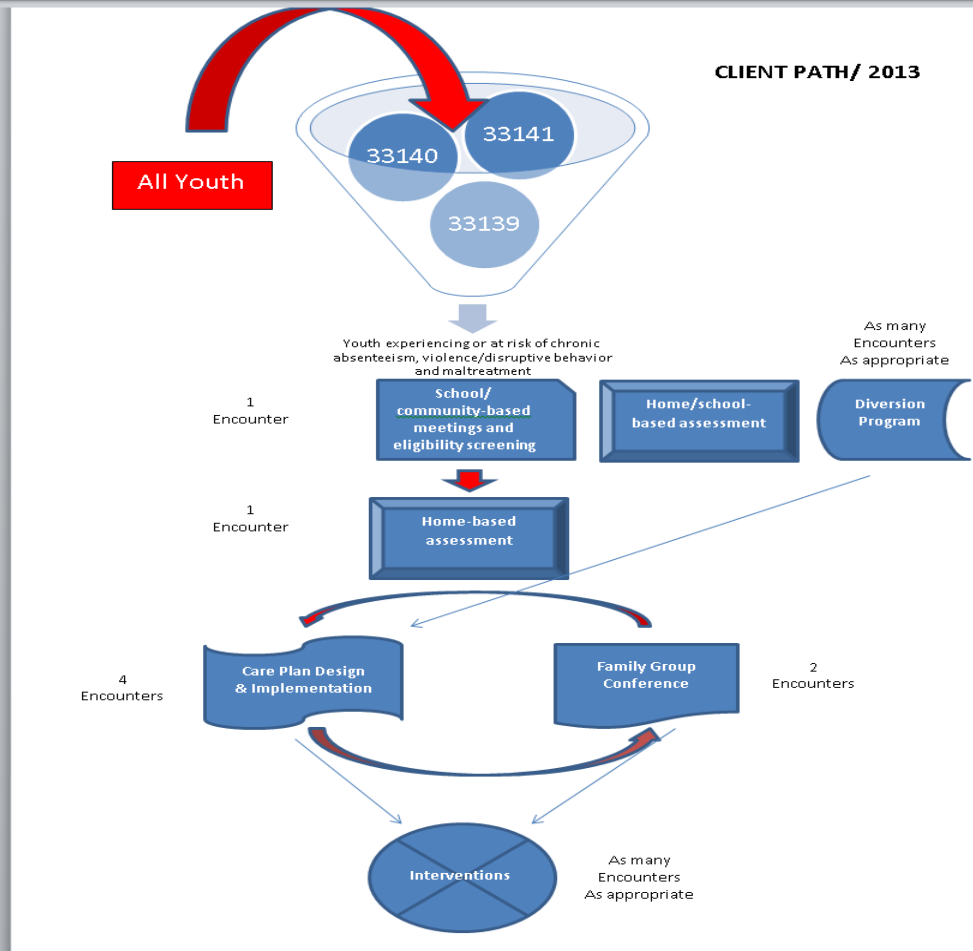 CLIENT PATH/ 2013
All Youth
33140
33141
33139
Youth experiencing or at risk of chronic
absenteeism, violence/disruptive behavior
and maltreatment
As many
Encounters
As appropriate
1
Encounter
School/
community-based
meetings and
eligibility screening
Home/school-
based assessment
Diversion
Program
1
Encounter
Home-based
assessment
4
Encounters
Care Plan Design
& Implementation
Family Group
Conference
2
Encounters
Interventions
As many
Encounters
As appropriate